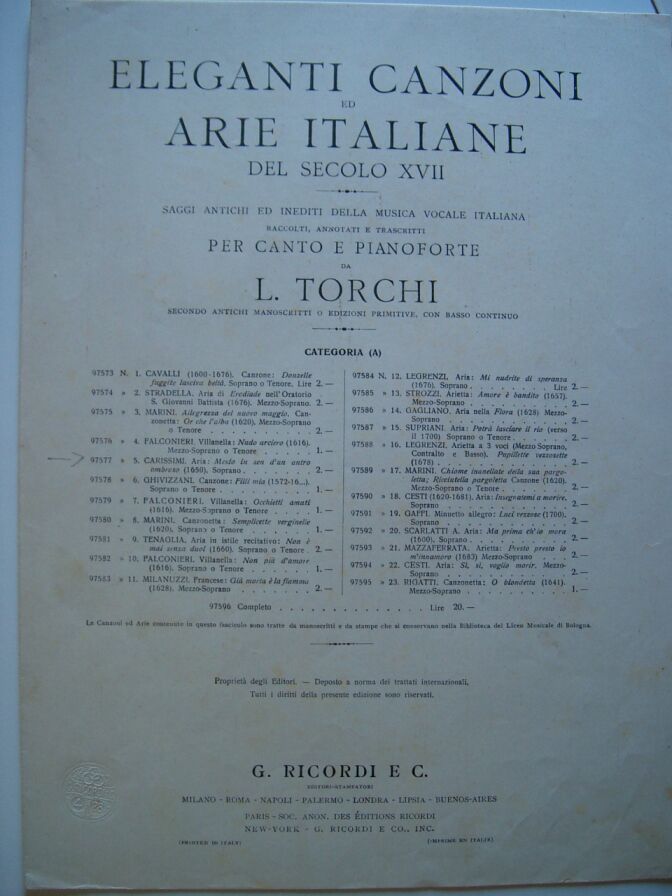 ELEGANTI CANZONI
ED
ARIE ITALIANE
DEL SECOLO XVII
SAGGI ANTICHI ED INEDITI DELLA MUSICA VOCALE ITALIANA
RACCOLTI, ANNOTATI E TRASCRITTI
PER CANTO E PIANOFORTE
DA
L. TORCHI
SECONDO ANTICHI MANOSCRITTI O EDIZIONI PRIMITIVE, CON BASSO CONTINUO
CATEGORIA (A)
97573 N. 1. CAVALLI (1600-1676). Canzone: Donzelle
fuggite lasciva beltà. Soprano o Tenore. Lire 2.—
97574 » 2. STRADELLA. Aria di Erodiade nell'Oratorio
S. Giovanni Battista (1676). Mezzo-Soprano. 2.—
97575 » 3. MARINI. Allegrezza del nuovo maggio. Can-
zonetta: Or che l'alba (1620). Mezzo-Soprano
o Tenore . . . . . . . . . . 2.—
97576 » 4. FALCONIERI. Villanella: Nudo arciero (1616).
Mezzo-Soprano o Tenore . . . . . 1.—
97577 » 5. CARISSIMI. Aria: Mesto in sen d'un antro
ombroso (1650). Soprano . . . . . 2.—
97578 » 6. GHIVIZZANI. Canzone: Filli mia (1572-16...).
Soprano o Tenore . . . . . . . 1.—
97579 » 7. FALCONIERI. Villanella: Occhietti amati
(1616). Mezzo-Soprano o Tenore . . . 1.—
97580 » 8. MARINI. Canzonetta: Semplicette verginelle
(1620). Soprano o Tenore . . . . . 1.—
97581 » 9. TENAGLIA. Aria in istile recitativo: Non è
mai senza duol (1660). Soprano o Tenore. 2.—
97582 » 10. FALCONIERI. Villanella: Non più d'amore
(1616). Soprano o Tenore . . . . . 1.—
97583 » 11. MILANUZZI. Francese: Già morta è la fiamma
(1628). Mezzo-Soprano . . . . . . 2.—
97584 N. 12. LEGRENZI. Aria: Mi nudrite di speranza
(1676). Soprano . . . . . . . Lire 2.—
97585 » 13. STROZZI. Arietta: Amore è bandito (1657).
Mezzo-Soprano . . . . . . . . 2.—
97586 » 14. GAGLIANO. Aria nella Flora (1628) Mezzo-
Soprano . . . . . . . . . . 2.—
97587 » 15. SUPRIANI. Aria: Potrà lasciare il rio (verso
il 1700) Soprano o Tenore . . . . . 2.—
97588 » 16. LEGRENZI. Arietta a 3 voci (Mezzo-Soprano,
Contralto e Basso). Pupillette vezzosette
(1678) . . . . . . . . . . . 2.—
97589 » 17. MARINI. Chiome inanellate della sua pargo-
letta; Ricciutella pargoletta Canzone (1620).
Mezzo-Soprano . . . . . . . . 1.—
97590 » 18. CESTI (1620-1681). Aria: Insegnatemi a morire.
Soprano . . . . . . . . . . 2.—
97591 » 19. GAFFI. Minuetto allegro: Luci vezzose (1700).
Soprano . . . . . . . . . . 2.—
97592 » 20. SCARLATTI A. Aria: Ma prima ch'io mora
(1600). Soprano . . . . . . . . 2.—
97593 » 21. MAZZAFERRATA. Arietta: Presto presto io
m'innamoro (1683) Mezzo-Soprano . . 2.—
97594 » 22. CESTI. Aria: Sì, sì, voglio morir. Mezzo-
Soprano . . . . . . . . . . 2.—
97595 » 23. RIGATTI. Canzonetta: O biondetta (1641).
Mezzo-Soprano . . . . . . . . 1.—
97596 Completo . . . . . . . . . . . . . . Lire 20.—
Le Canzoni ed Arie contenute in questo fascicolo sono tratte da manoscritti e da stampe che si conservano nella Biblioteca del Liceo Musicale di Bologna.
Proprietà degli Editori. — Deposto a norma dei trattati internazionali.
Tutti i diritti della presente edizione sono riservati.
G. RICORDI E C.
EDITORI-STAMPATORI
MILANO - ROMA - NAPOLI - PALERMO - LONDRA - LIPSIA - BUENOS-AIRES
PARIS - SOC. ANON. DES ÉDITIONS RICORDI
NEW-YORK - G. RICORDI E CO., INC.
(PRINTED IN ITALY) (IMPRIMÉ EN ITALIE)